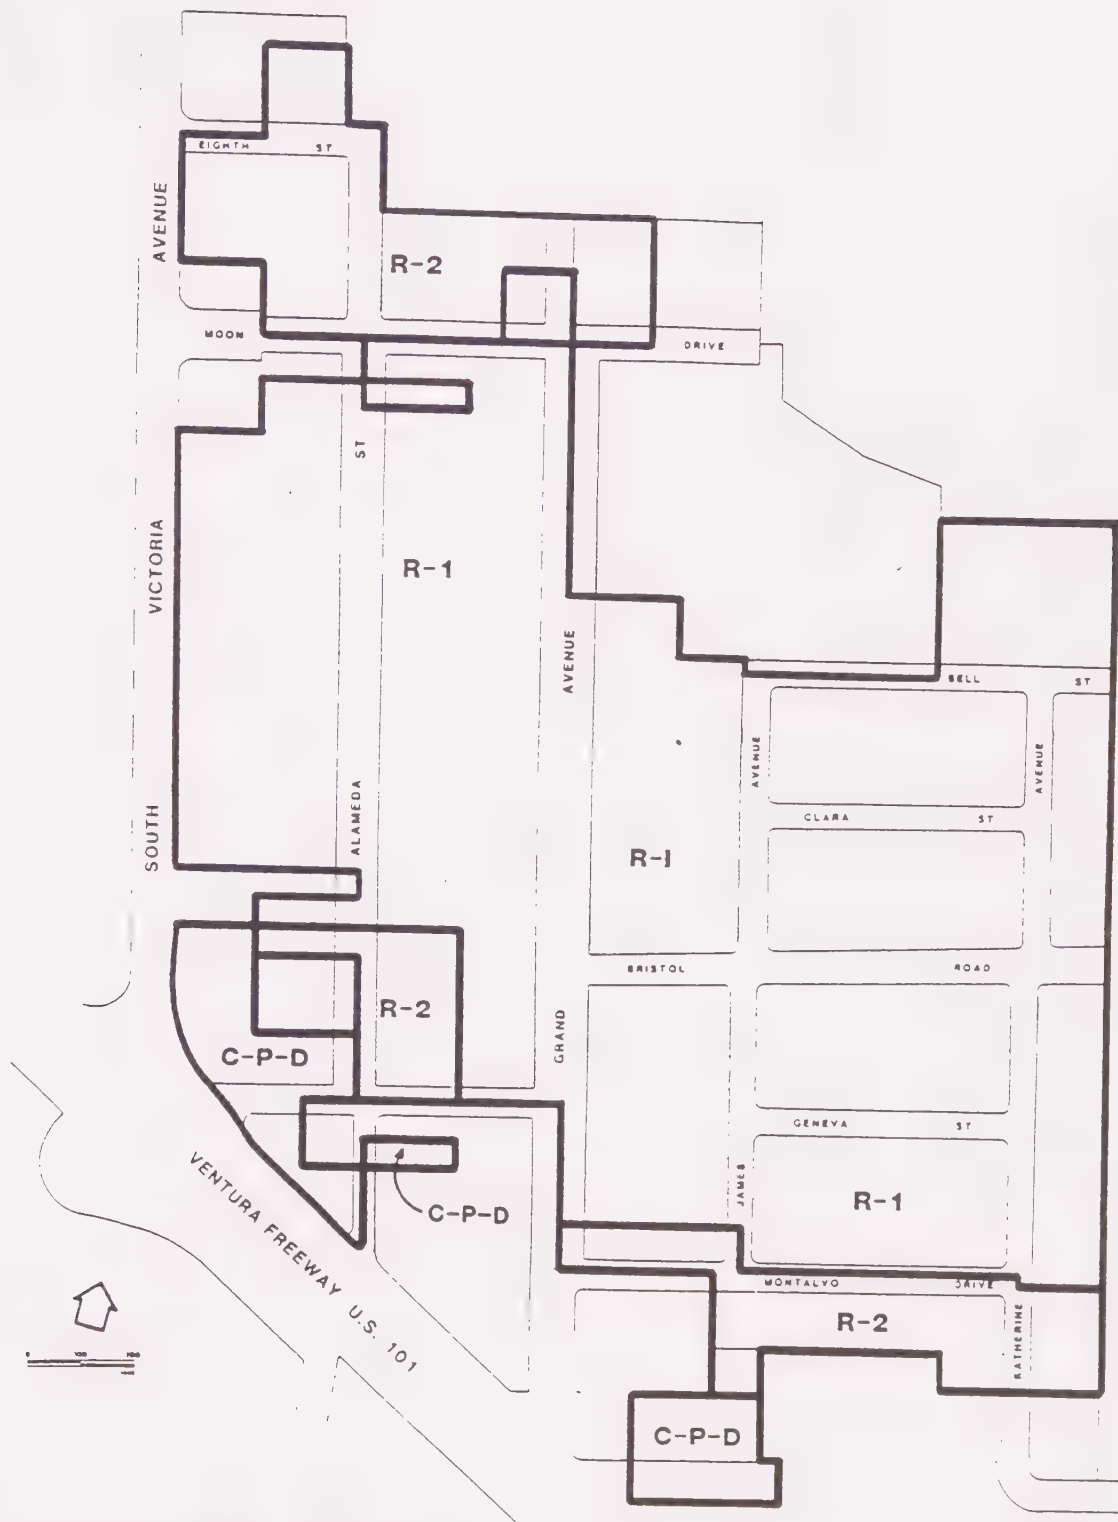 EIGHTH ST
AVENUE
R-2
MOON
DRIVE
ST
R-1
VICTORIA
AVENUE
BELL ST
AVENUE
AVENUE
ALAMEDA
CLARA ST
SOUTH
R-1
BRISTOL ROAD
R-2
GRAND
C-P-D
GENEVA ST
JAMES
R-1
C-P-D
VENTURA FREEWAY U.S. 101
MONTALVO DRIVE
R-2
KATHERINE
C-P-D